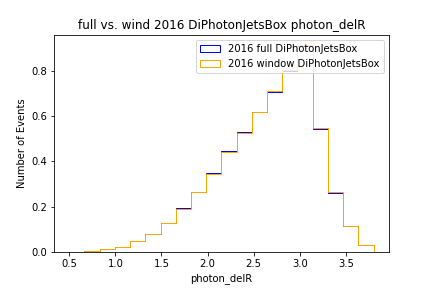 full vs. wind 2016 DiPhotonJetsBox photon_delR
2016 full DiPhotonJetsBox
2016 window DiPhotonJetsBox
Number of Events
0.8
0.6
0.4
0.2
0.0
0.5 1.0 1.5 2.0 2.5 3.0 3.5
photon_delR